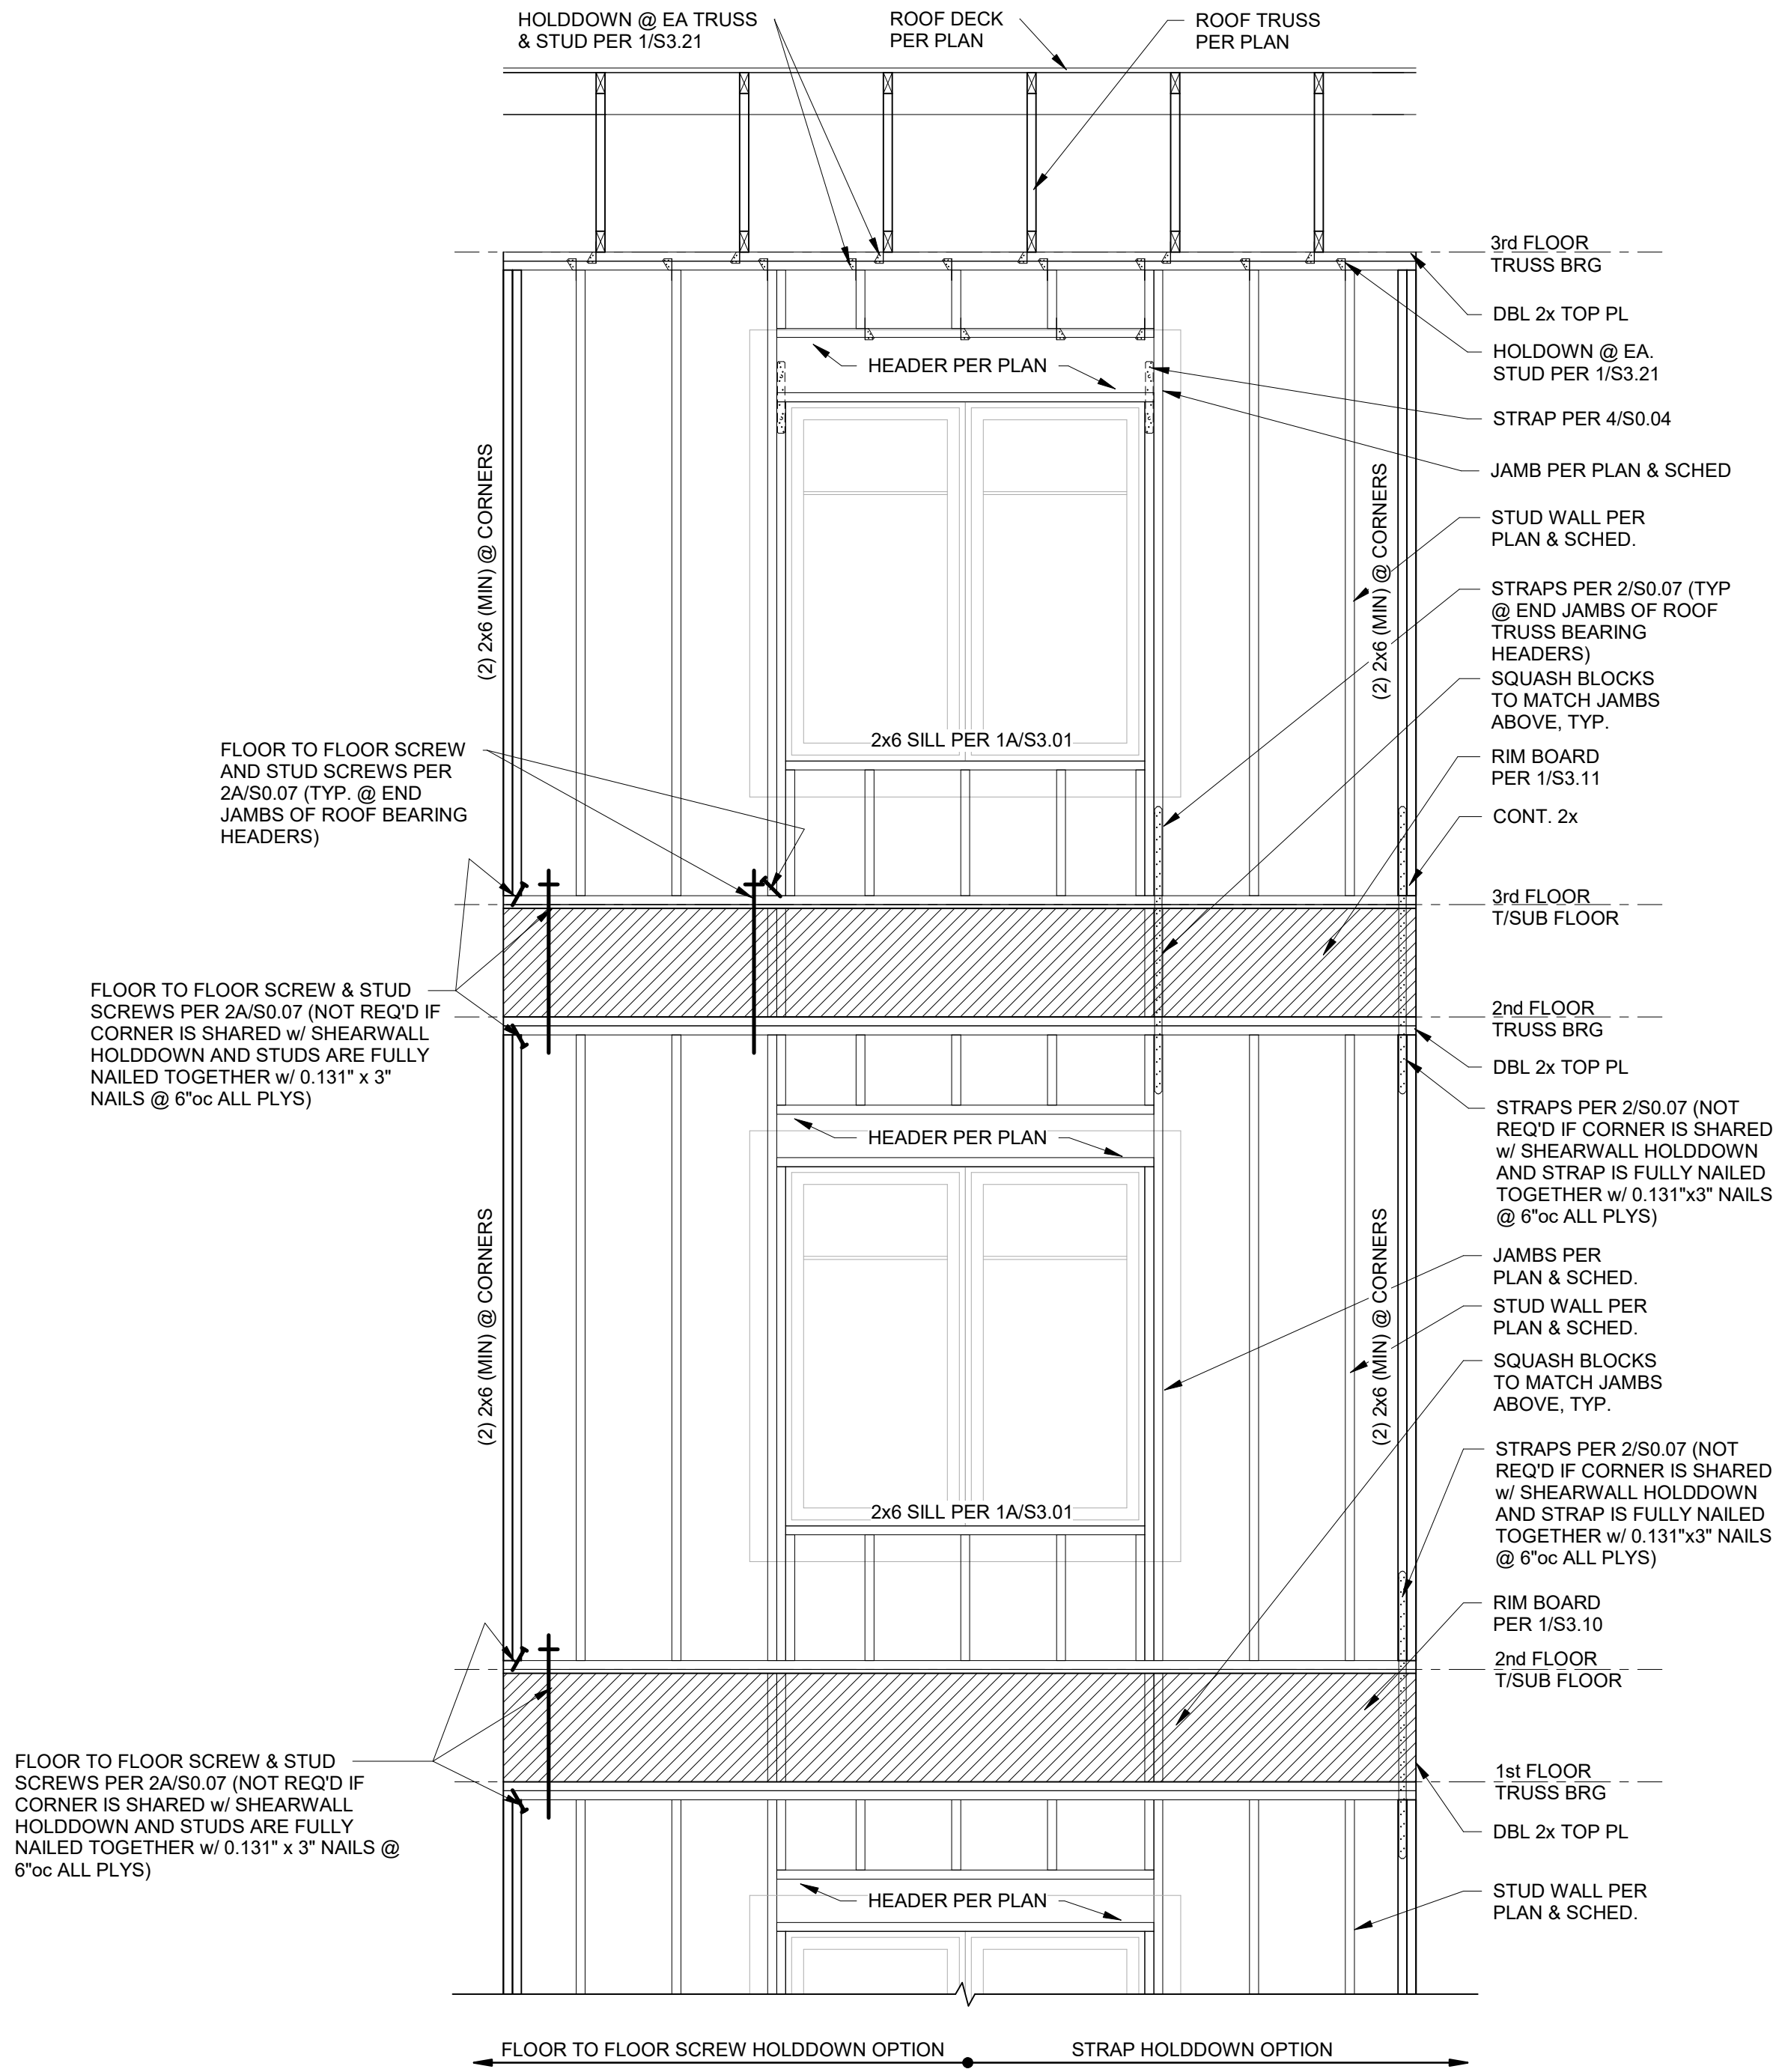 HOLDDOWN @ EA TRUSS
& STUD PER 1/S3.21
ROOF DECK
PER PLAN
ROOF TRUSS
PER PLAN
3rd FLOOR
TRUSS BRG
DBL 2x TOP PL
HOLDOWN @ EA.
STUD PER 1/S3.21
HEADER PER PLAN
STRAP PER 4/S0.04
JAMB PER PLAN & SCHED
(2) 2x6 (MIN) @ CORNERS
(2) 2x6 (MIN) @ CORNERS
STUD WALL PER
PLAN & SCHED.
STRAPS PER 2/S0.07 (TYP
@ END JAMBS OF ROOF
TRUSS BEARING
HEADERS)
SQUASH BLOCKS
TO MATCH JAMBS
ABOVE, TYP.
2x6 SILL PER 1A/S3.01
FLOOR TO FLOOR SCREW
AND STUD SCREWS PER
2A/S0.07 (TYP. @ END
JAMBS OF ROOF BEARING
HEADERS)
RIM BOARD
PER 1/S3.11
CONT. 2x
3rd FLOOR
T/SUB FLOOR
FLOOR TO FLOOR SCREW & STUD
SCREWS PER 2A/S0.07 (NOT REQ'D IF
CORNER IS SHARED w/ SHEARWALL
HOLDDOWN AND STUDS ARE FULLY
NAILED TOGETHER w/ 0.131" x 3"
NAILS @ 6"oc ALL PLYS)
2nd FLOOR
TRUSS BRG
DBL 2x TOP PL
STRAPS PER 2/S0.07 (NOT
REQ'D IF CORNER IS SHARED
w/ SHEARWALL HOLDDOWN
AND STRAP IS FULLY NAILED
TOGETHER w/ 0.131"x3" NAILS
@ 6"oc ALL PLYS)
HEADER PER PLAN
(2) 2x6 (MIN) @ CORNERS
(2) 2x6 (MIN) @ CORNERS
JAMBS PER
PLAN & SCHED.
STUD WALL PER
PLAN & SCHED.
SQUASH BLOCKS
TO MATCH JAMBS
ABOVE, TYP.
STRAPS PER 2/S0.07 (NOT
REQ'D IF CORNER IS SHARED
w/ SHEARWALL HOLDDOWN
AND STRAP IS FULLY NAILED
TOGETHER w/ 0.131"x3" NAILS
@ 6"oc ALL PLYS)
2x6 SILL PER 1A/S3.01
RIM BOARD
PER 1/S3.10
2nd FLOOR
T/SUB FLOOR
FLOOR TO FLOOR SCREW & STUD
SCREWS PER 2A/S0.07 (NOT REQ'D IF
CORNER IS SHARED w/ SHEARWALL
HOLDDOWN AND STUDS ARE FULLY
NAILED TOGETHER w/ 0.131" x 3" NAILS @
6"oc ALL PLYS)
1st FLOOR
TRUSS BRG
DBL 2x TOP PL
HEADER PER PLAN
STUD WALL PER
PLAN & SCHED.
FLOOR TO FLOOR SCREW HOLDDOWN OPTION
STRAP HOLDDOWN OPTION